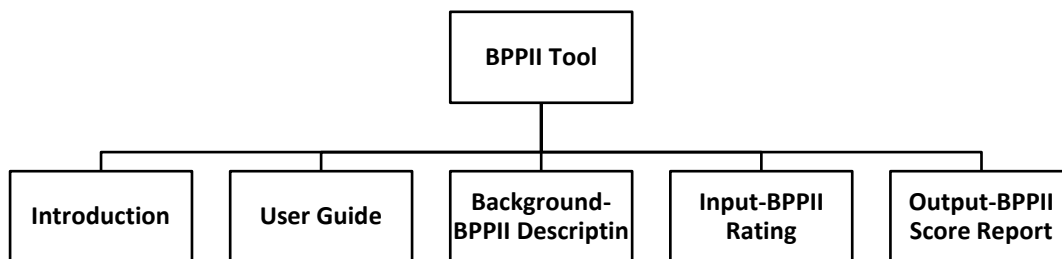 BPPII Tool
Introduction
User Guide
Background-
BPPII Descriptin
Input-BPPII
Rating
Output-BPPII
Score Report